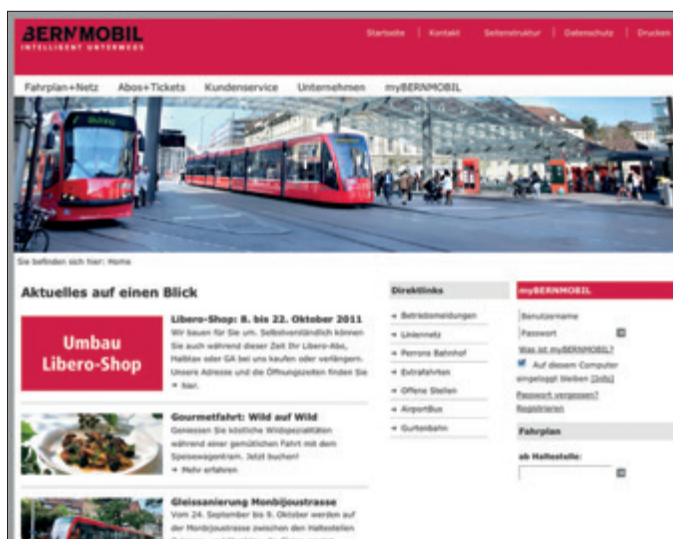 BERNMOBIL
INTELLIGENT UNTERWEGS
Startseite | Kontakt Seitenstruktur | Datenschutz | Drucken
Fahrplan+Netz Abos+Tickets Kundenservice Unternehmen myBERNMOBIL
Sie befinden sich hier: Home
Aktuelles auf einen Blick
Umbau
Libero-Shop
Libero-Shop: 8. bis 22. Oktober 2011
Wir bauen für Sie um. Selbstverständlich können
Sie auch während dieser Zeit Ihr Libero-Abo,
Halbtax oder GA bei uns kaufen oder verlängern.
Unsere Adresse und die Öffnungszeiten finden Sie
→ hier.
Gourmetfahrt: Wild auf Wild
Geniessen Sie köstliche Wildspezialitäten
während einer gemütlichen Fahrt mit dem
Speisewagentram. Jetzt buchen!
→ Mehr erfahren
Gleissanierung Monbijoustrasse
Vom 24. September bis 9. Oktober werden auf
der Monbijoustrasse zwischen den Haltestellen
Direktlinks
→ Betriebsmeldungen
→ Liniennetz
→ Perrons Bahnhof
→ Extrafahrten
→ Offene Stellen
→ AirportBus
→ Gurtenbahn
myBERNMOBIL
Benutzername
Passwort
Was ist myBERNMOBIL?
Auf diesem Computer
eingeloggt bleiben [Info]
Passwort vergessen?
Registrieren
Fahrplan
ab Haltestelle: